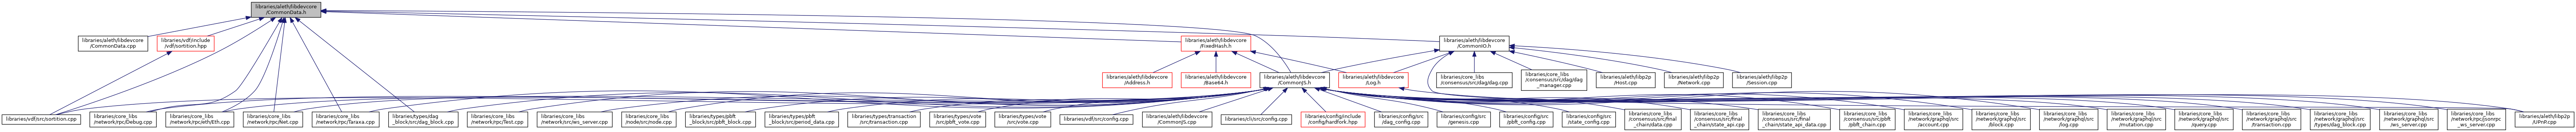 libraries/aleth/libdevcore
/CommonData.h
libraries/aleth/libdevcore
/CommonData.cpp
libraries/vdf/include
/vdf/sortition.hpp
libraries/aleth/libdevcore
/FixedHash.h
libraries/aleth/libdevcore
/CommonIO.h
libraries/aleth/libdevcore
/Address.h
libraries/aleth/libdevcore
/Base64.h
libraries/aleth/libdevcore
/CommonJS.h
libraries/aleth/libdevcore
/Log.h
libraries/core_libs
/consensus/src/dag/dag.cpp
libraries/core_libs
/consensus/src/dag/dag
_manager.cpp
libraries/aleth/libp2p
/Host.cpp
libraries/aleth/libp2p
/Network.cpp
libraries/aleth/libp2p
/Session.cpp
libraries/vdf/src/sortition.cpp
libraries/core_libs
/network/rpc/Debug.cpp
libraries/core_libs
/network/rpc/eth/Eth.cpp
libraries/core_libs
/network/rpc/Net.cpp
libraries/core_libs
/network/rpc/Taraxa.cpp
libraries/types/dag
_block/src/dag_block.cpp
libraries/core_libs
/network/rpc/Test.cpp
libraries/core_libs
/network/src/ws_server.cpp
libraries/core_libs
/node/src/node.cpp
libraries/types/pbft
_block/src/pbft_block.cpp
libraries/types/pbft
_block/src/period_data.cpp
libraries/types/transaction
/src/transaction.cpp
libraries/types/vote
/src/pbft_vote.cpp
libraries/types/vote
/src/vote.cpp
libraries/vdf/src/config.cpp
libraries/aleth/libdevcore
/CommonJS.cpp
libraries/cli/src/config.cpp
libraries/config/include
/config/hardfork.hpp
libraries/config/src
/dag_config.cpp
libraries/config/src
/genesis.cpp
libraries/config/src
/pbft_config.cpp
libraries/config/src
/state_config.cpp
libraries/core_libs
/consensus/src/final
_chain/data.cpp
libraries/core_libs
/consensus/src/final
_chain/state_api.cpp
libraries/core_libs
/consensus/src/final
_chain/state_api_data.cpp
libraries/core_libs
/consensus/src/pbft
/pbft_chain.cpp
libraries/core_libs
/network/graphql/src
/account.cpp
libraries/core_libs
/network/graphql/src
/block.cpp
libraries/core_libs
/network/graphql/src
/log.cpp
libraries/core_libs
/network/graphql/src
/mutation.cpp
libraries/core_libs
/network/graphql/src
/query.cpp
libraries/core_libs
/network/graphql/src
/transaction.cpp
libraries/core_libs
/network/graphql/src
/types/dag_block.cpp
libraries/core_libs
/network/graphql/src
/ws_server.cpp
libraries/core_libs
/network/rpc/jsonrpc
_ws_server.cpp
libraries/aleth/libp2p
/UPnP.cpp